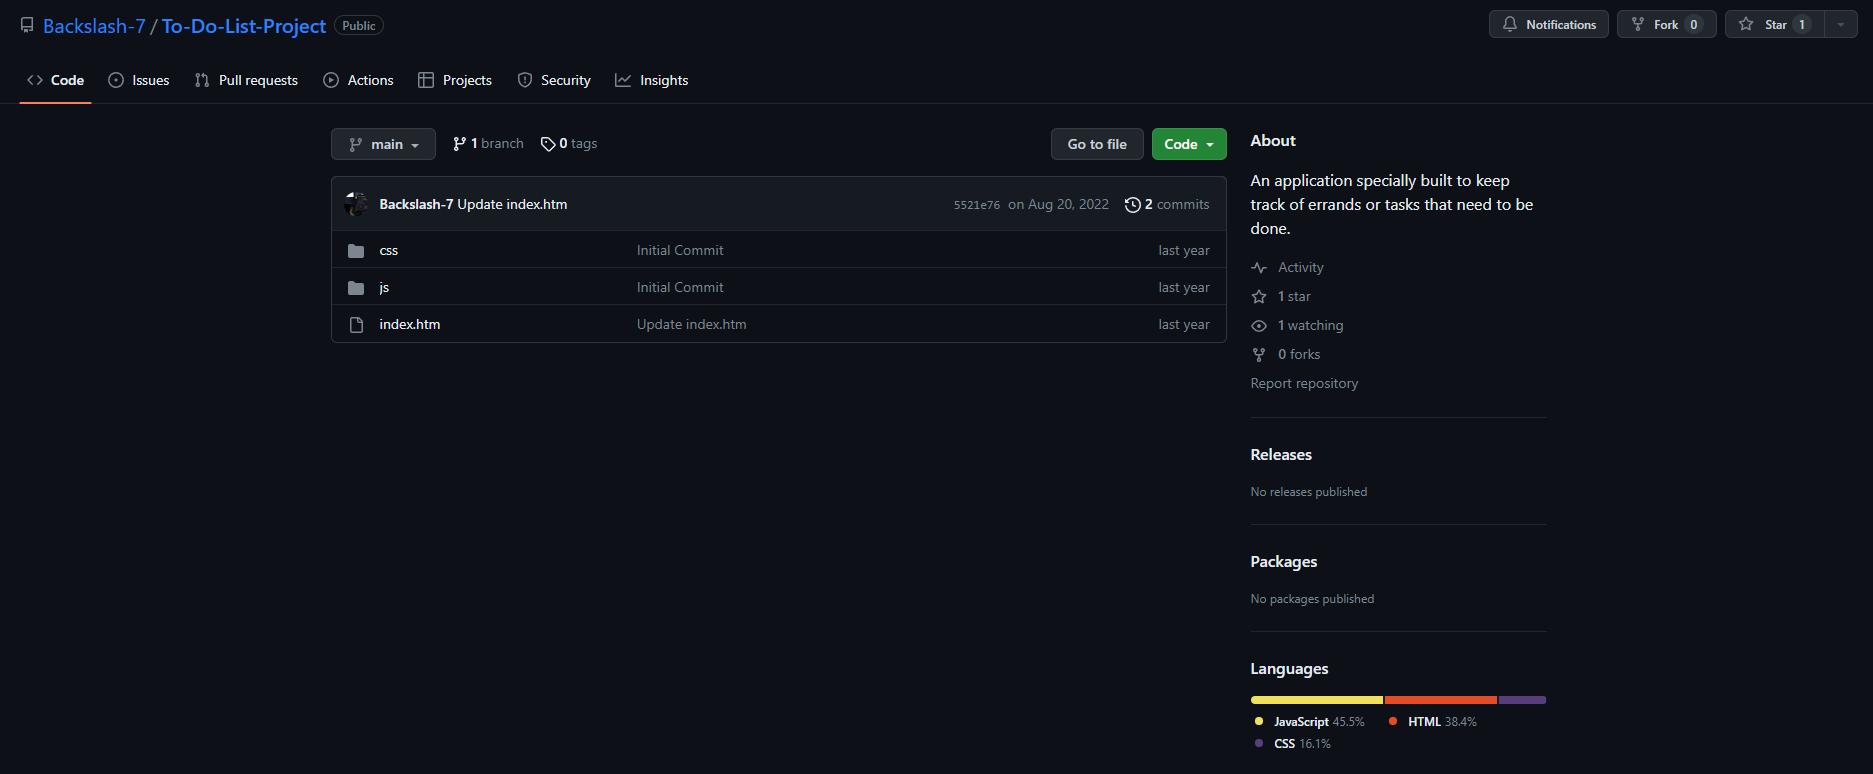 Backslash-7 / To-Do-List-Project Public
Notifications Fork 0 Star 1
Code Issues Pull requests Actions Projects Security Insights
main 1 branch 0 tags Go to file Code
Backslash-7 Update index.htm 5521e76 on Aug 20, 2022 2 commits
css Initial Commit last year
js Initial Commit last year
index.htm Update index.htm last year
About
An application specially built to keep
track of errands or tasks that need to be
done.
Activity
1 star
1 watching
0 forks
Report repository
Releases
No releases published
Packages
No packages published
Languages
JavaScript 45.5% HTML 38.4%
CSS 16.1%